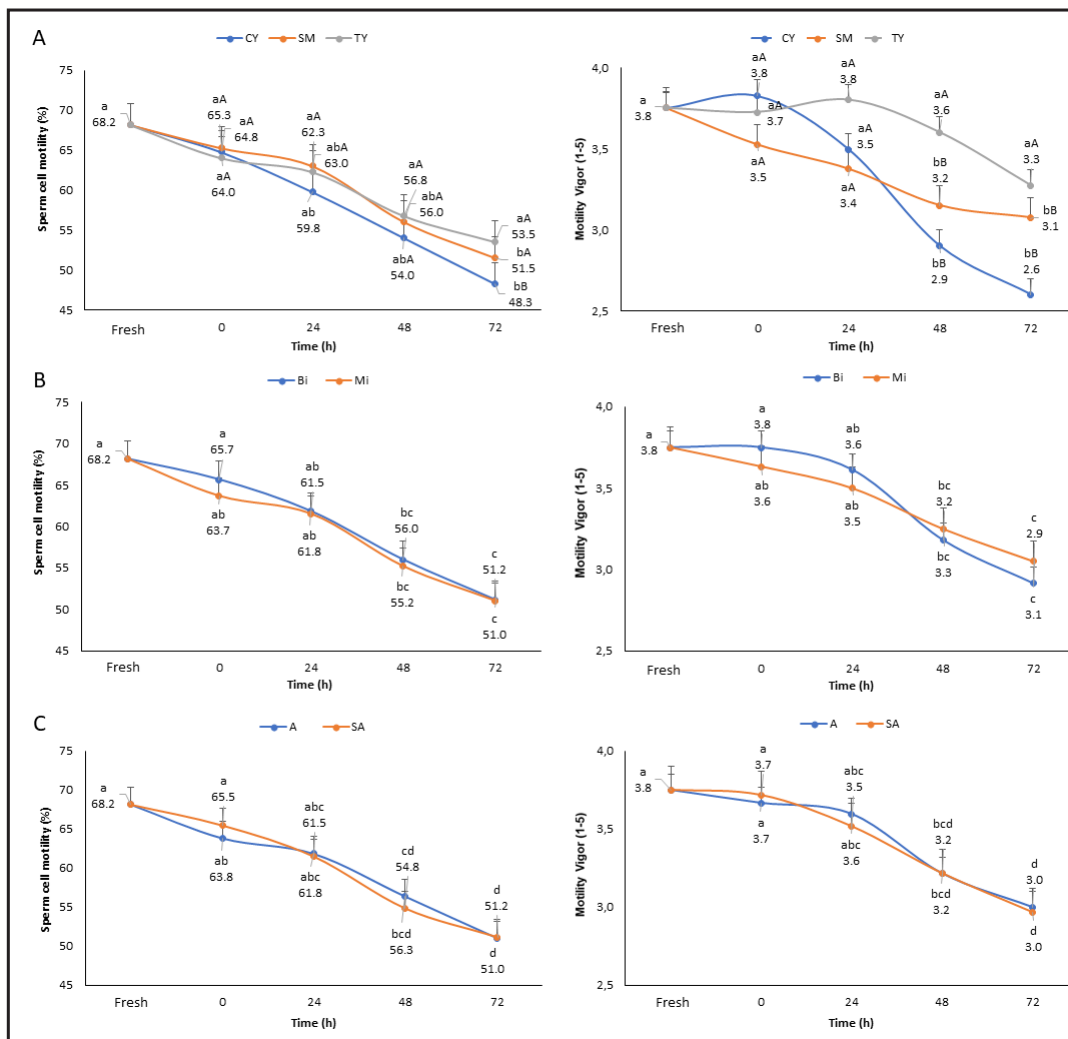 A
CY SM TY
Sperm cell motility (%)
75
70
65
60
55
50
45
a
68.2
aA
65.3
aA
64.8
aA
64.0
aA
62.3
abA
63.0
ab
59.8
aA
56.8
abA
56.0
abA
54.0
aA
53.5
bA
51.5
bB
48.3
Fresh 0 24 48 72
Time (h)
CY SM TY
Motility Vigor (1-5)
4,0
3,5
3,0
2,5
a
3.8
aA
3.8
aA
3.7
aA
3.5
aA
3.8
aA
3.5
aA
3.4
aA
3.6
bB
3.2
bB
2.9
aA
3.3
bB
3.1
bB
2.6
Fresh 0 24 48 72
Time (h)
B
Bi Mi
Sperm cell motility (%)
75
70
65
60
55
50
45
a
68.2
a
65.7
ab
63.7
ab
61.5
ab
61.8
bc
56.0
bc
55.2
c
51.2
c
51.0
Fresh 0 24 48 72
Time (h)
Bi Mi
Motility Vigor (1-5)
4,0
3,5
3,0
2,5
a
3.8
a
3.8
ab
3.6
ab
3.6
ab
3.5
bc
3.2
bc
3.3
c
2.9
c
3.1
Fresh 0 24 48 72
Time (h)
C
A SA
Sperm cell motility (%)
75
70
65
60
55
50
45
a
68.2
a
65.5
ab
63.8
abc
61.5
abc
61.8
cd
54.8
bcd
56.3
d
51.2
d
51.0
Fresh 0 24 48 72
Time (h)
A SA
Motility Vigor (1-5)
4,0
3,5
3,0
2,5
a
3.8
a
3.7
a
3.7
abc
3.5
abc
3.6
bcd
3.2
bcd
3.2
d
3.0
d
3.0
Fresh 0 24 48 72
Time (h)